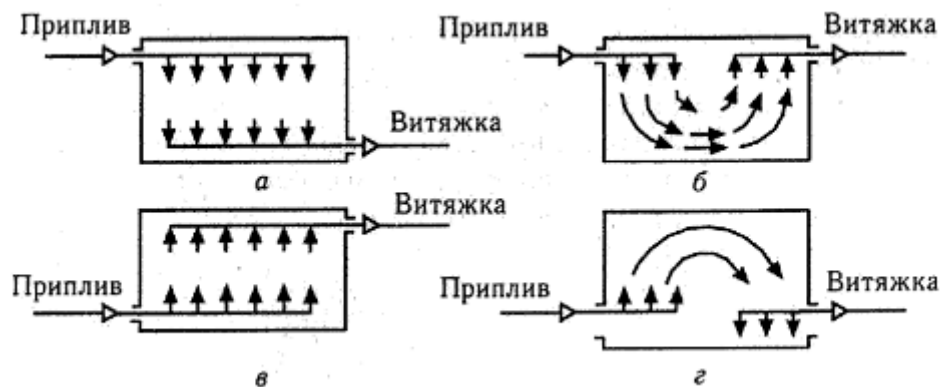 Приплив
Витяжка
а
Приплив
Витяжка
б
Приплив
Витяжка
в
Приплив
Витяжка
г